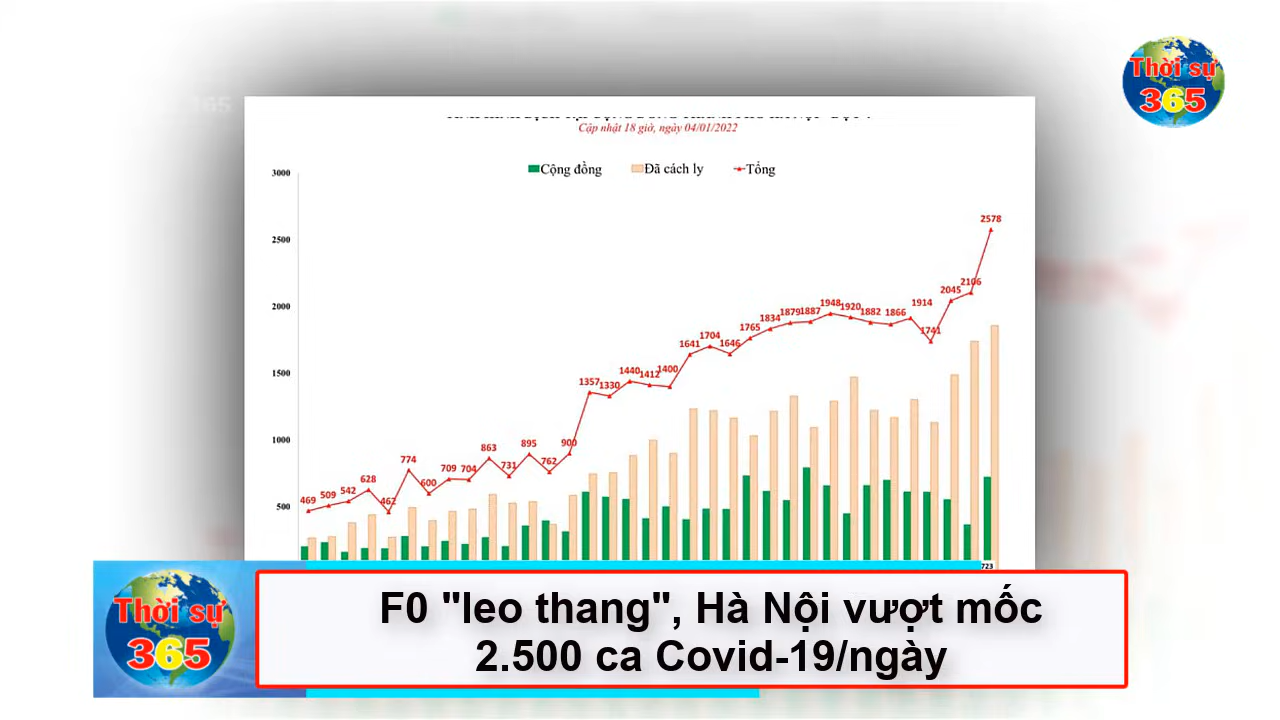 Thời sự
365
Cập nhật 18 giờ, ngày 04/01/2022
Cộng đồng Đã cách ly Tổng
3000
2500
2000
1500
1000
500
469 509 542 628 462 774 600 709 704 863 731 895 762 900 1357 1330 1440 1412 1400 1641 1704 1646 1765 1834 1879 1887 1948 1920 1882 1866 1914 1741 2045 2106 2578
723
Thời sự
365
F0 "leo thang", Hà Nội vượt mốc
2.500 ca Covid-19/ngày